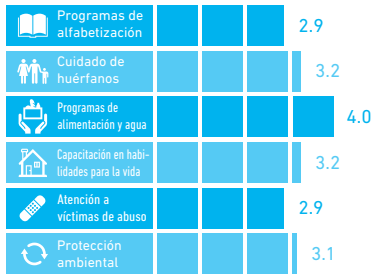 Programas de
alfabetización
2.9
Cuidado de
huérfanos
3.2
Programas de
alimentación y agua
4.0
Capacitación en habi-
lidades para la vida
3.2
Atención a
víctimas de abuso
2.9
Protección
ambiental
3.1